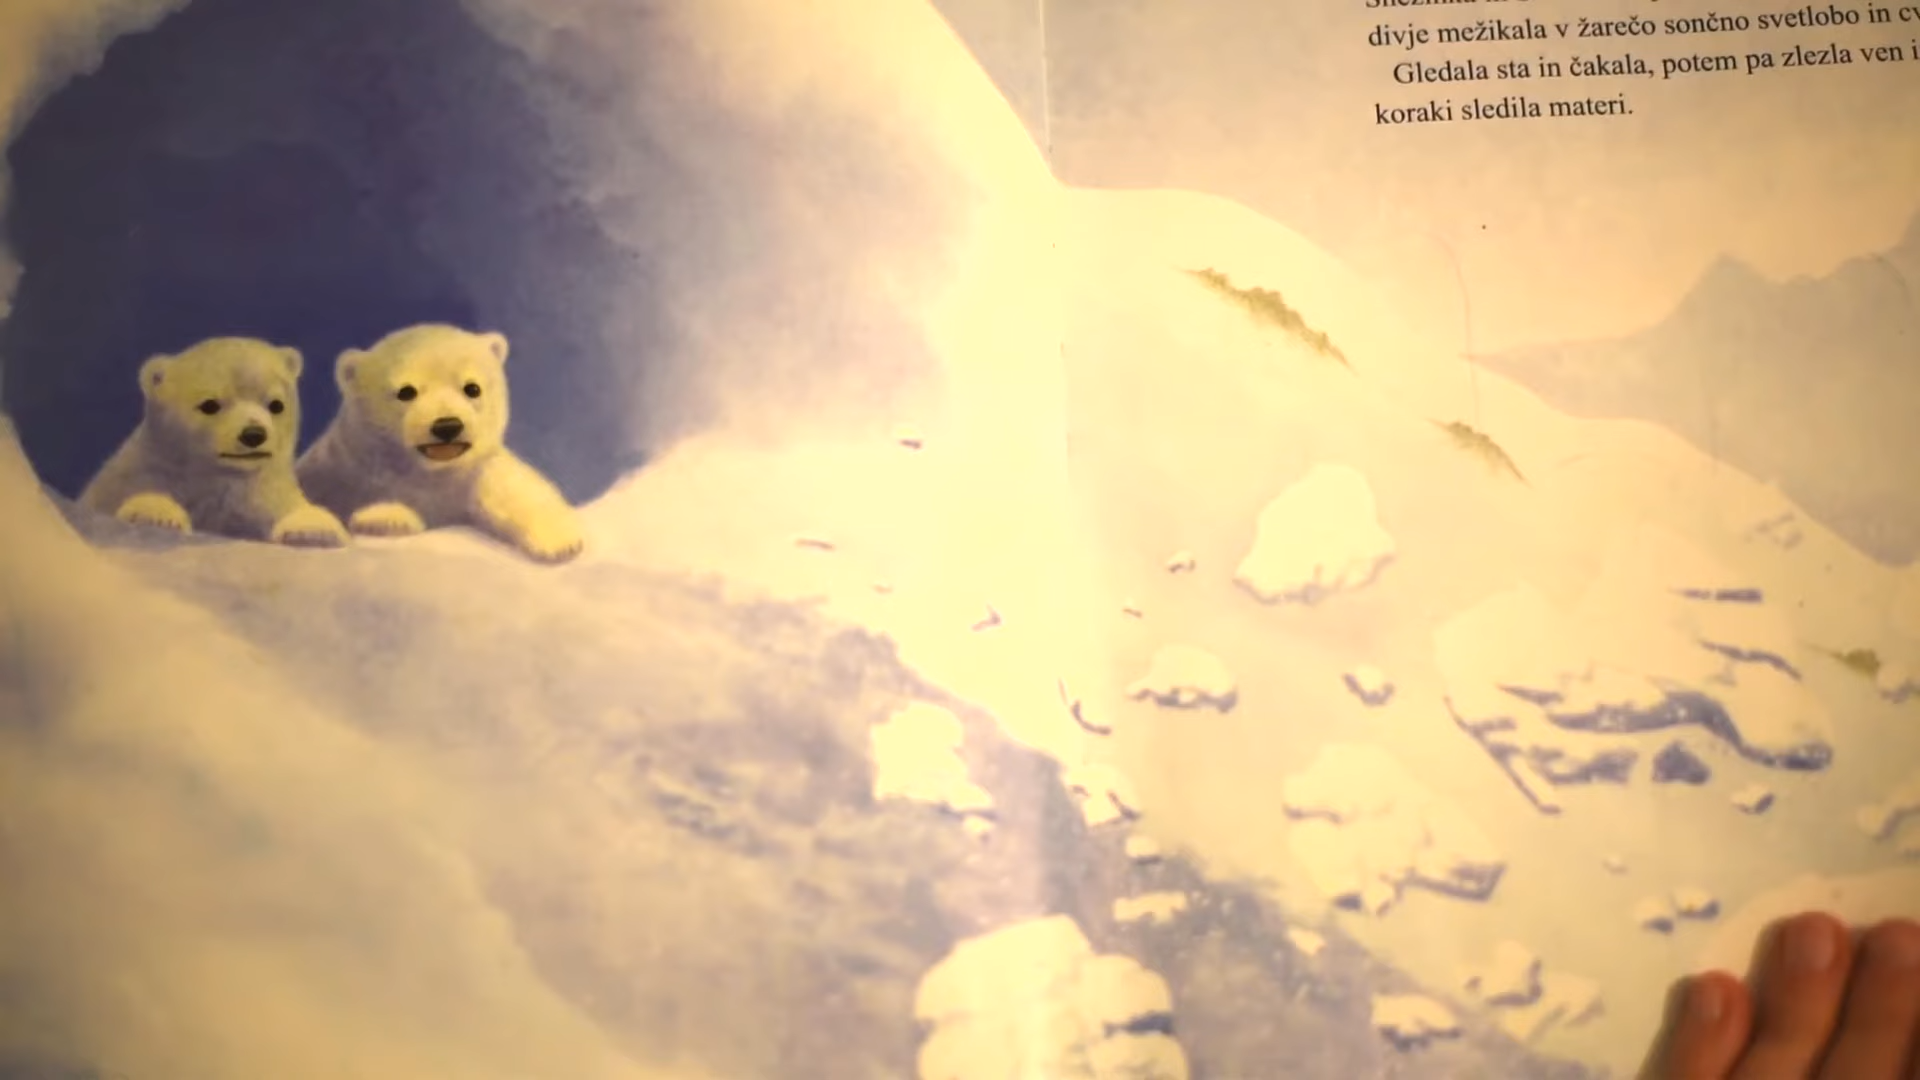 divje mežikala v žarečo sončno svetlobo in
Gledala sta in čakala, potem pa zlezla ven
koraki sledila materi.